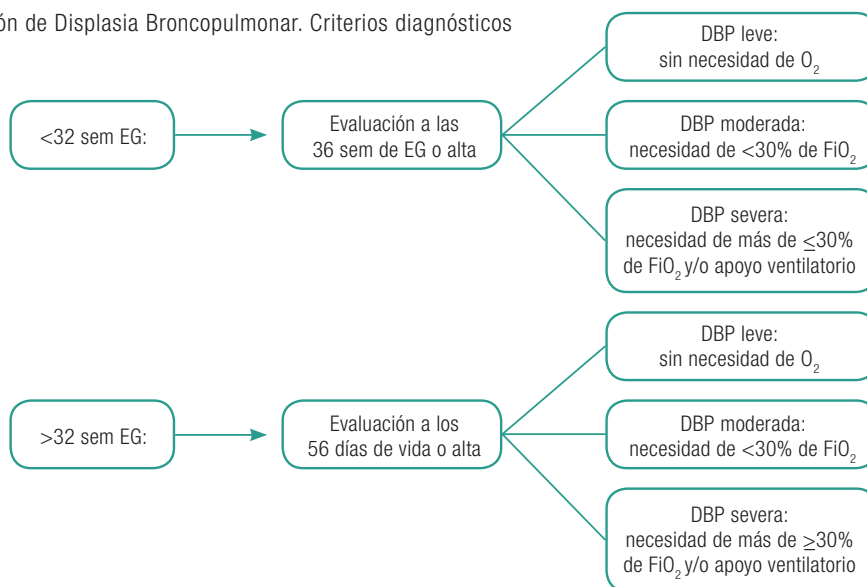 ón de Displasia Broncopulmonar. Criterios diagnósticos
<32 sem EG:
Evaluación a las
36 sem de EG o alta
DBP leve:
sin necesidad de O₂
DBP moderada:
necesidad de <30% de FiO₂
DBP severa:
necesidad de más de ≤30%
de FiO₂ y/o apoyo ventilatorio
>32 sem EG:
Evaluación a los
56 días de vida o alta
DBP leve:
sin necesidad de O₂
DBP moderada:
necesidad de <30% de FiO₂
DBP severa:
necesidad de más de ≥30%
de FiO₂ y/o apoyo ventilatorio